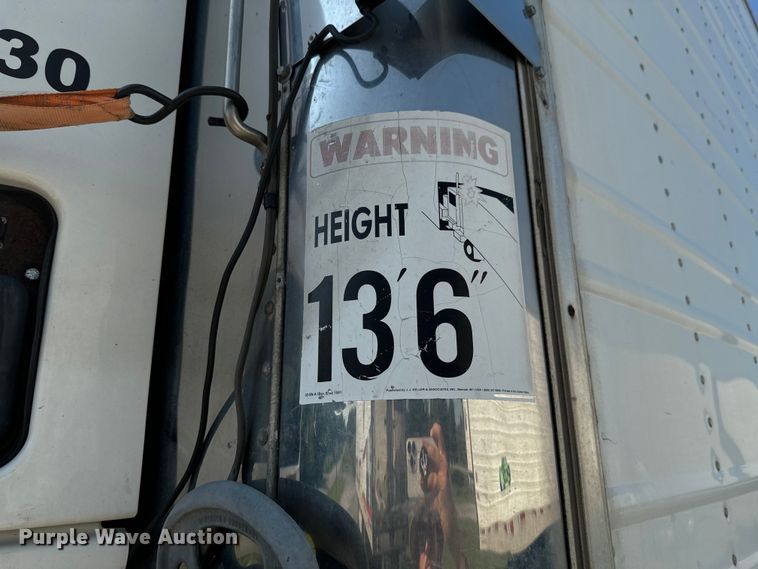 30
WARNING
HEIGHT
13'6"
Purple Wave Auction